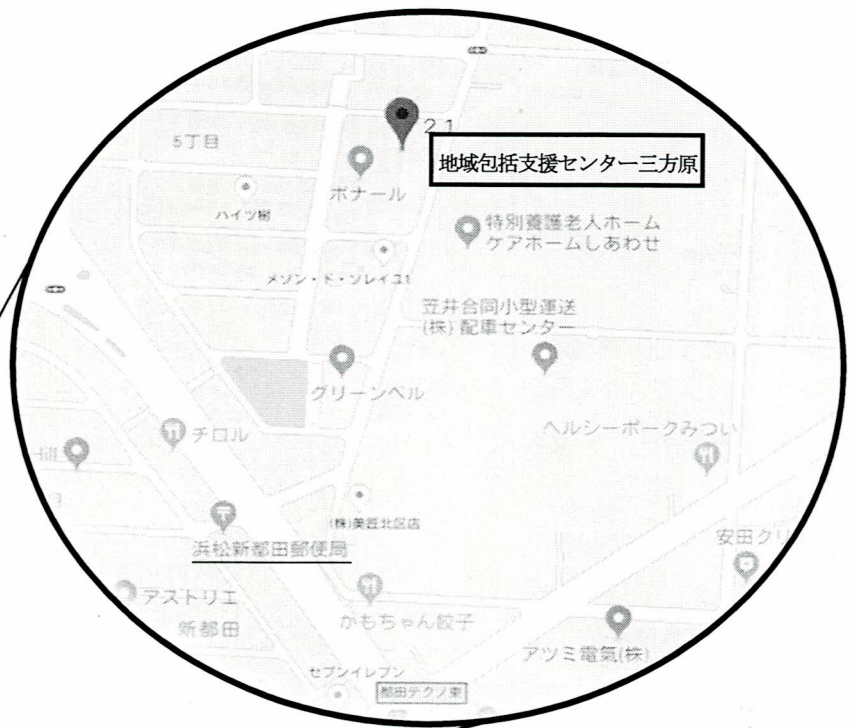 21
5丁目
地域包括支援センター三方原
ボナール
ハイツ樹
特別養護老人ホーム
ケアホームしあわせ
メゾン・ド・ソレイユ1
笠井合同小型運送
(株)配車センター
グリーンベル
チロル
ヘルシーポークみつい
Hill
(株)美匠北区店
浜松新都田郵便局
安田クリ
アストリエ
新都田
かもちゃん餃子
アツミ電気(株)
セブンイレブン
都田テクノ東